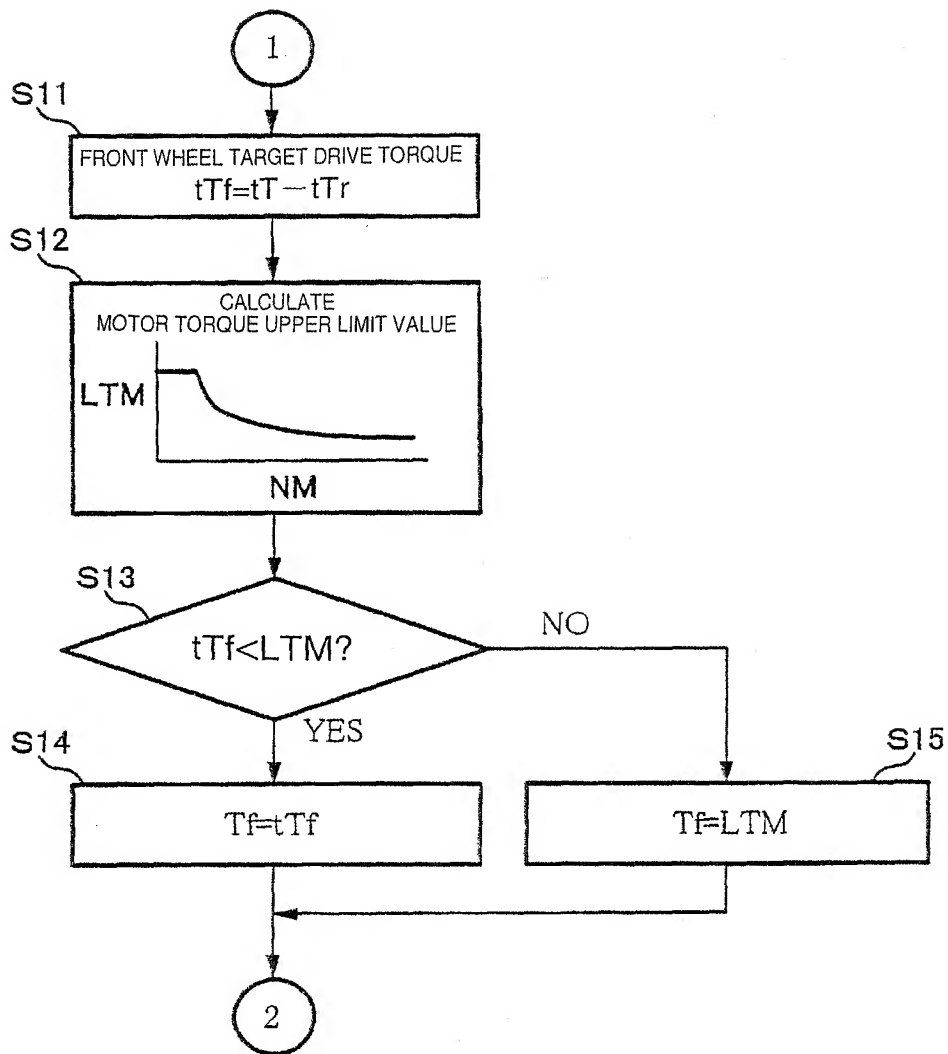 1
S11
FRONT WHEEL TARGET DRIVE TORQUE
tTf=tT－tTr
S12
CALCULATE
MOTOR TORQUE UPPER LIMIT VALUE
LTM
NM
S13
tTf<LTM?
NO
YES
S14
Tf=tTf
S15
Tf=LTM
2